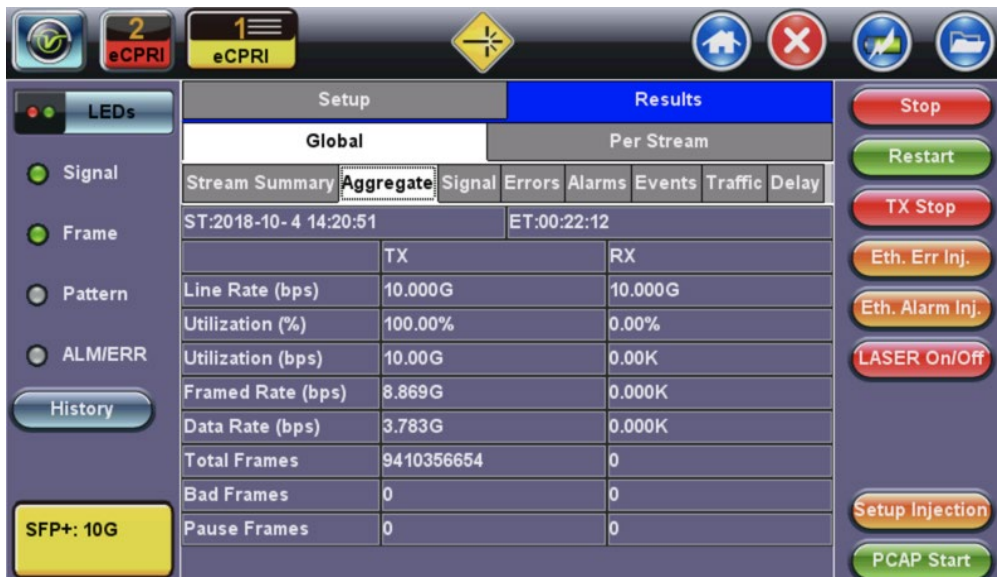 2
eCPRI
1
eCPRI
LEDs
Signal
Frame
Pattern
ALM/ERR
History
SFP+: 10G
Setup Results
Global Per Stream
Stream Summary Aggregate Signal Errors Alarms Events Traffic Delay
ST:2018-10- 4 14:20:51 ET:00:22:12
TX RX
Line Rate (bps) 10.000G 10.000G
Utilization (%) 100.00% 0.00%
Utilization (bps) 10.00G 0.00K
Framed Rate (bps) 8.869G 0.000K
Data Rate (bps) 3.783G 0.000K
Total Frames 9410356654 0
Bad Frames 0 0
Pause Frames 0 0
Stop
Restart
TX Stop
Eth. Err Inj.
Eth. Alarm Inj.
LASER On/Off
Setup Injection
PCAP Start